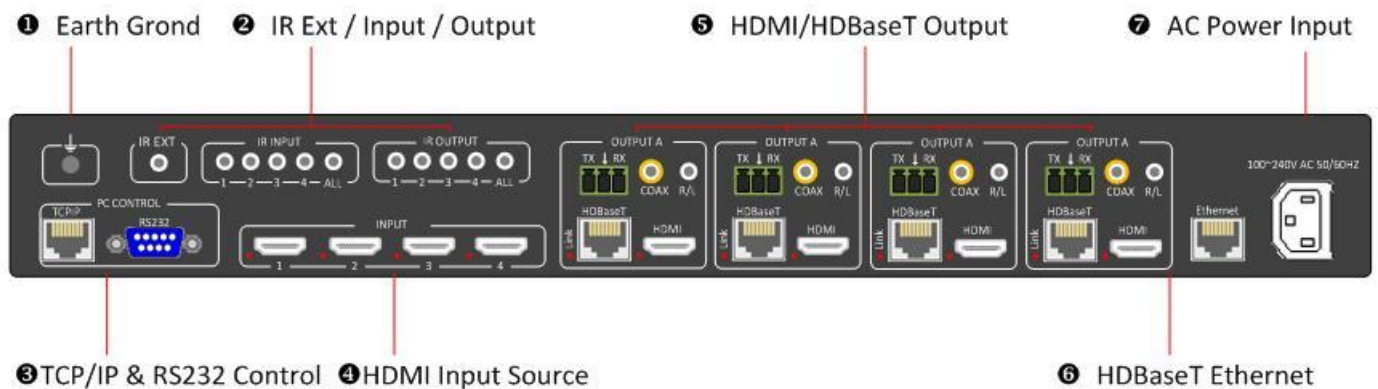 ❶ Earth Grond ❷ IR Ext / Input / Output ❺ HDMI/HDBaseT Output ❼ AC Power Input
IR EXT IR INPUT IR OUTPUT OUTPUT A OUTPUT A OUTPUT A OUTPUT A
TX RX TX RX TX RX TX RX
100~240V AC 50/60HZ
1 2 3 4 ALL 1 2 3 4 ALL COAX R/L COAX R/L COAX R/L COAX R/L
PC CONTROL
TCPIP RS232 INPUT HDBaseT HDMI HDBaseT HDMI HDBaseT HDMI HDBaseT HDMI Ethernet
Link Link Link Link
1 2 3 4
❸TCP/IP & RS232 Control ❹HDMI Input Source ❻ HDBaseT Ethernet